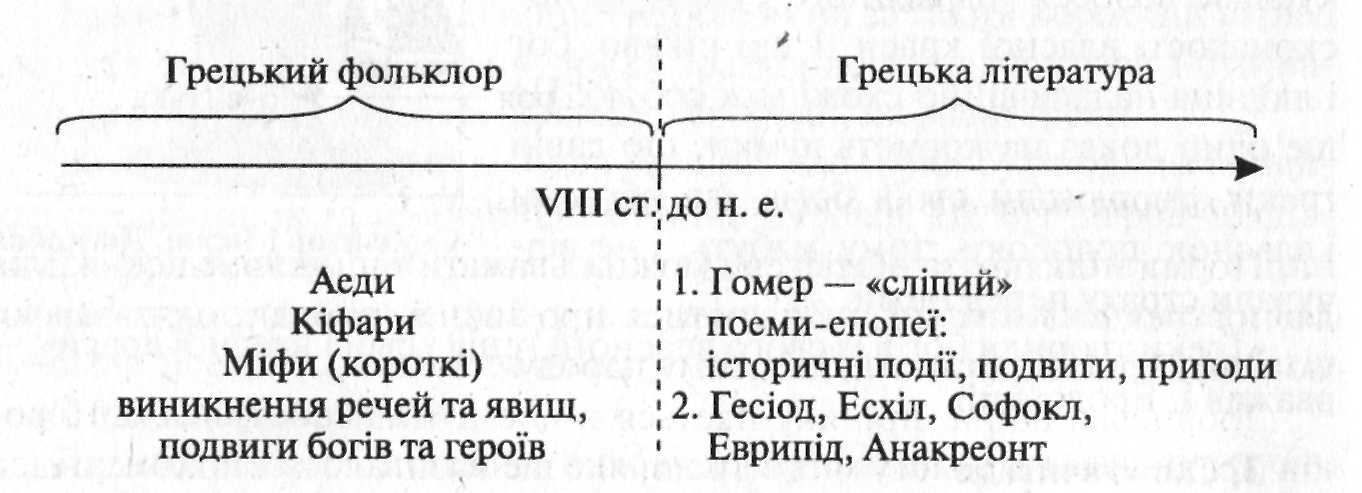 Грецький фольклор
Грецька література
VIII ст. до н. е.
Аеди
Кіфари
Міфи (короткі)
виникнення речей та явищ,
подвиги богів та героїв
1. Гомер — «сліпий»
поеми-епопеї:
історичні події, подвиги, пригоди
2. Гесіод, Есхіл, Софокл,
Еврипід, Анакреонт